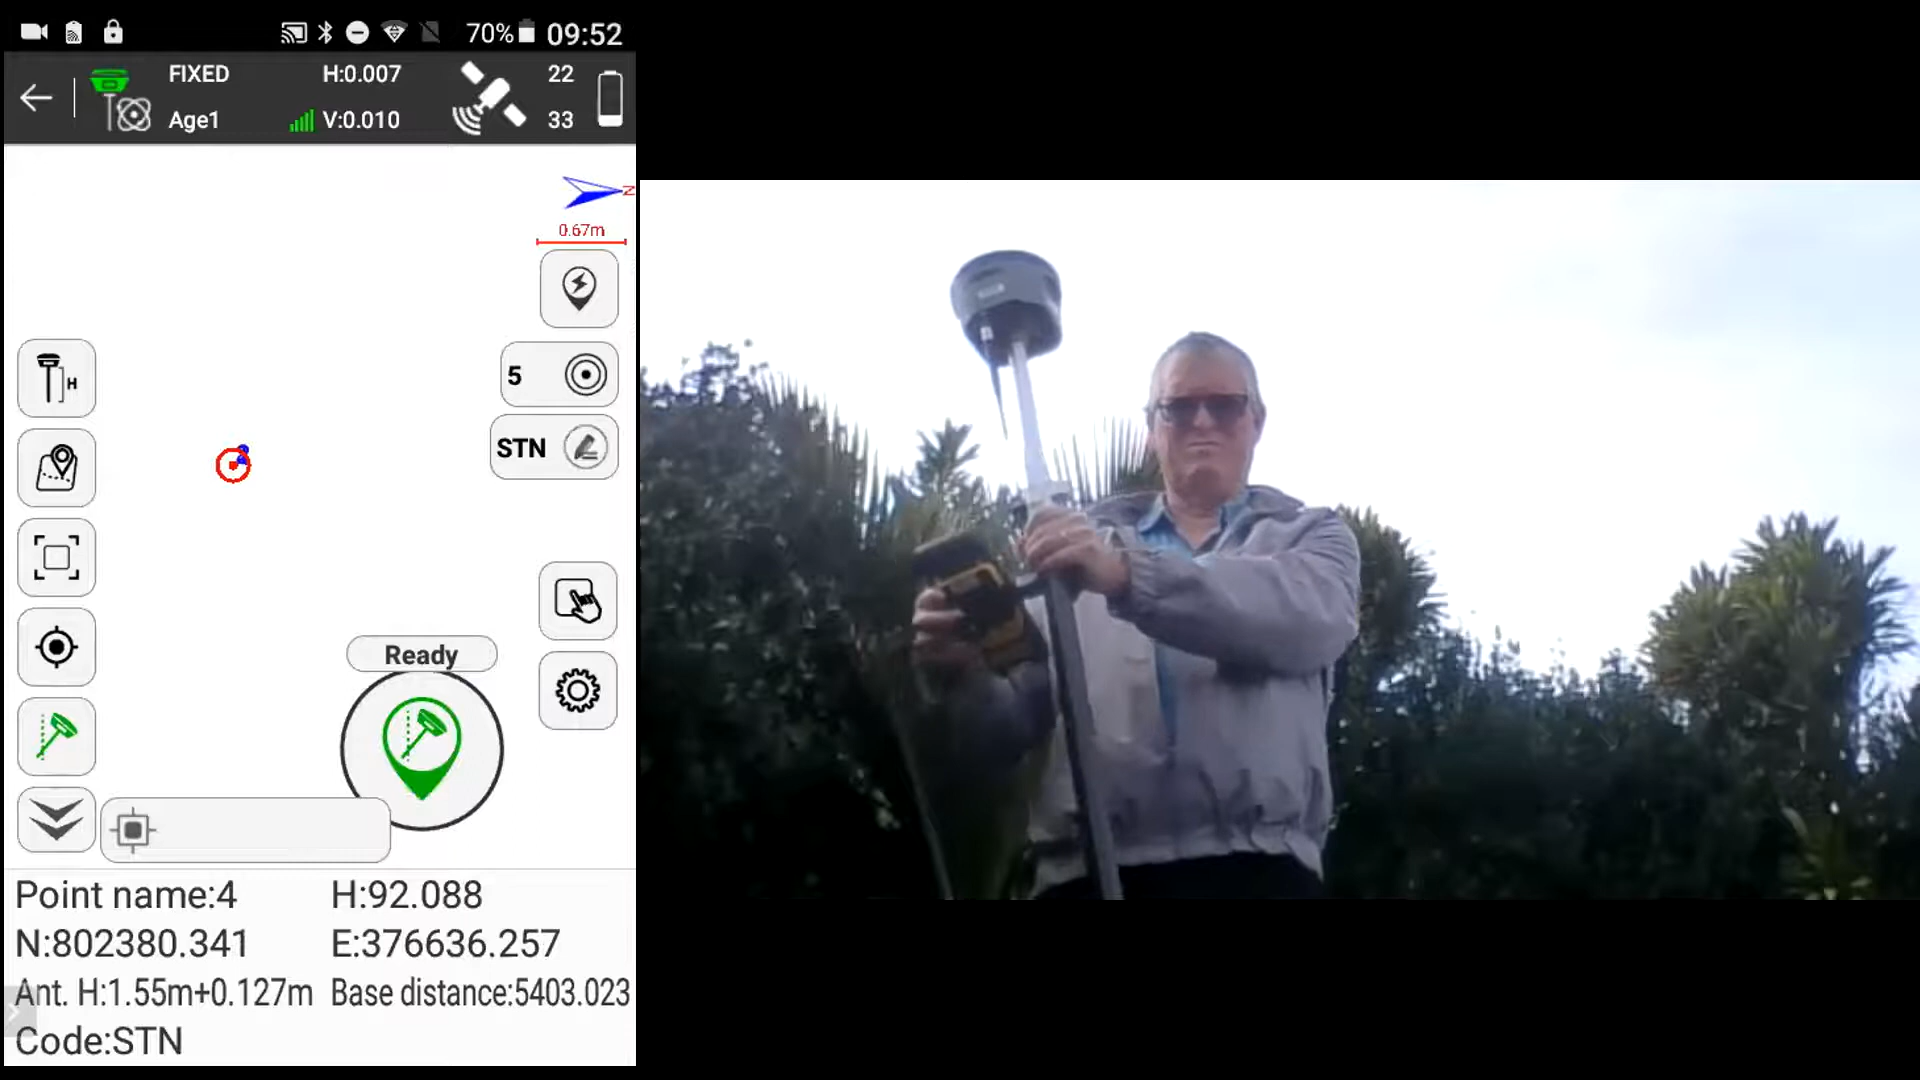 70% 09:52
FIXED H:0.007 22
Age1 V:0.010 33
N
0.67m
H
5
STN
Ready
Point name:4 H:92.088
N:802380.341 E:376636.257
Ant. H:1.55m+0.127m Base distance:5403.023
Code:STN